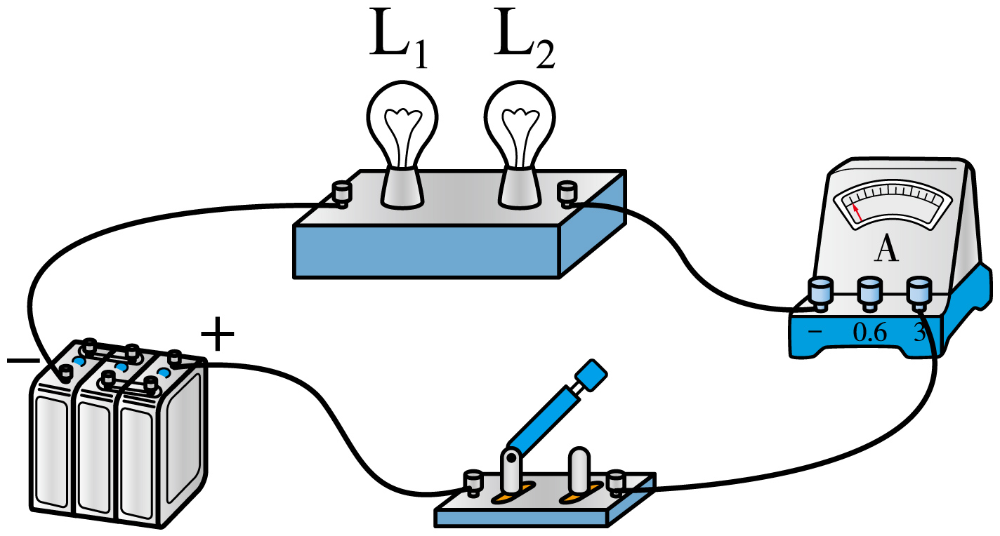 L₁ L₂
A
− 0.6 3
− +